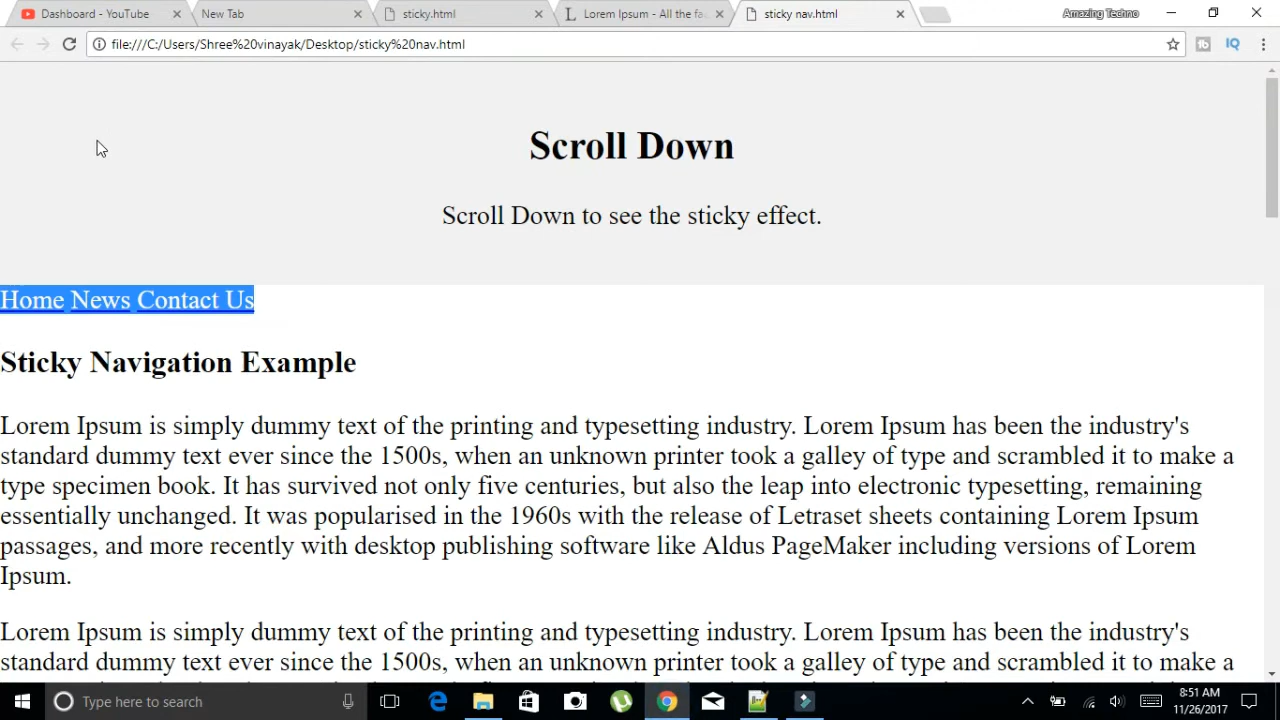 Dashboard - YouTube
New Tab
sticky.html
Lorem Ipsum - All the fa
sticky nav.html
Amazing Techno
file:///C:/Users/Shree%20vinayak/Desktop/sticky%20nav.html
Scroll Down
Scroll Down to see the sticky effect.
Home News Contact Us
Sticky Navigation Example
Lorem Ipsum is simply dummy text of the printing and typesetting industry. Lorem Ipsum has been the industry's
standard dummy text ever since the 1500s, when an unknown printer took a galley of type and scrambled it to make a
type specimen book. It has survived not only five centuries, but also the leap into electronic typesetting, remaining
essentially unchanged. It was popularised in the 1960s with the release of Letraset sheets containing Lorem Ipsum
passages, and more recently with desktop publishing software like Aldus PageMaker including versions of Lorem
Ipsum.
Lorem Ipsum is simply dummy text of the printing and typesetting industry. Lorem Ipsum has been the industry's
standard dummy text ever since the 1500s, when an unknown printer took a galley of type and scrambled it to make a
Type here to search
8:51 AM
11/26/2017